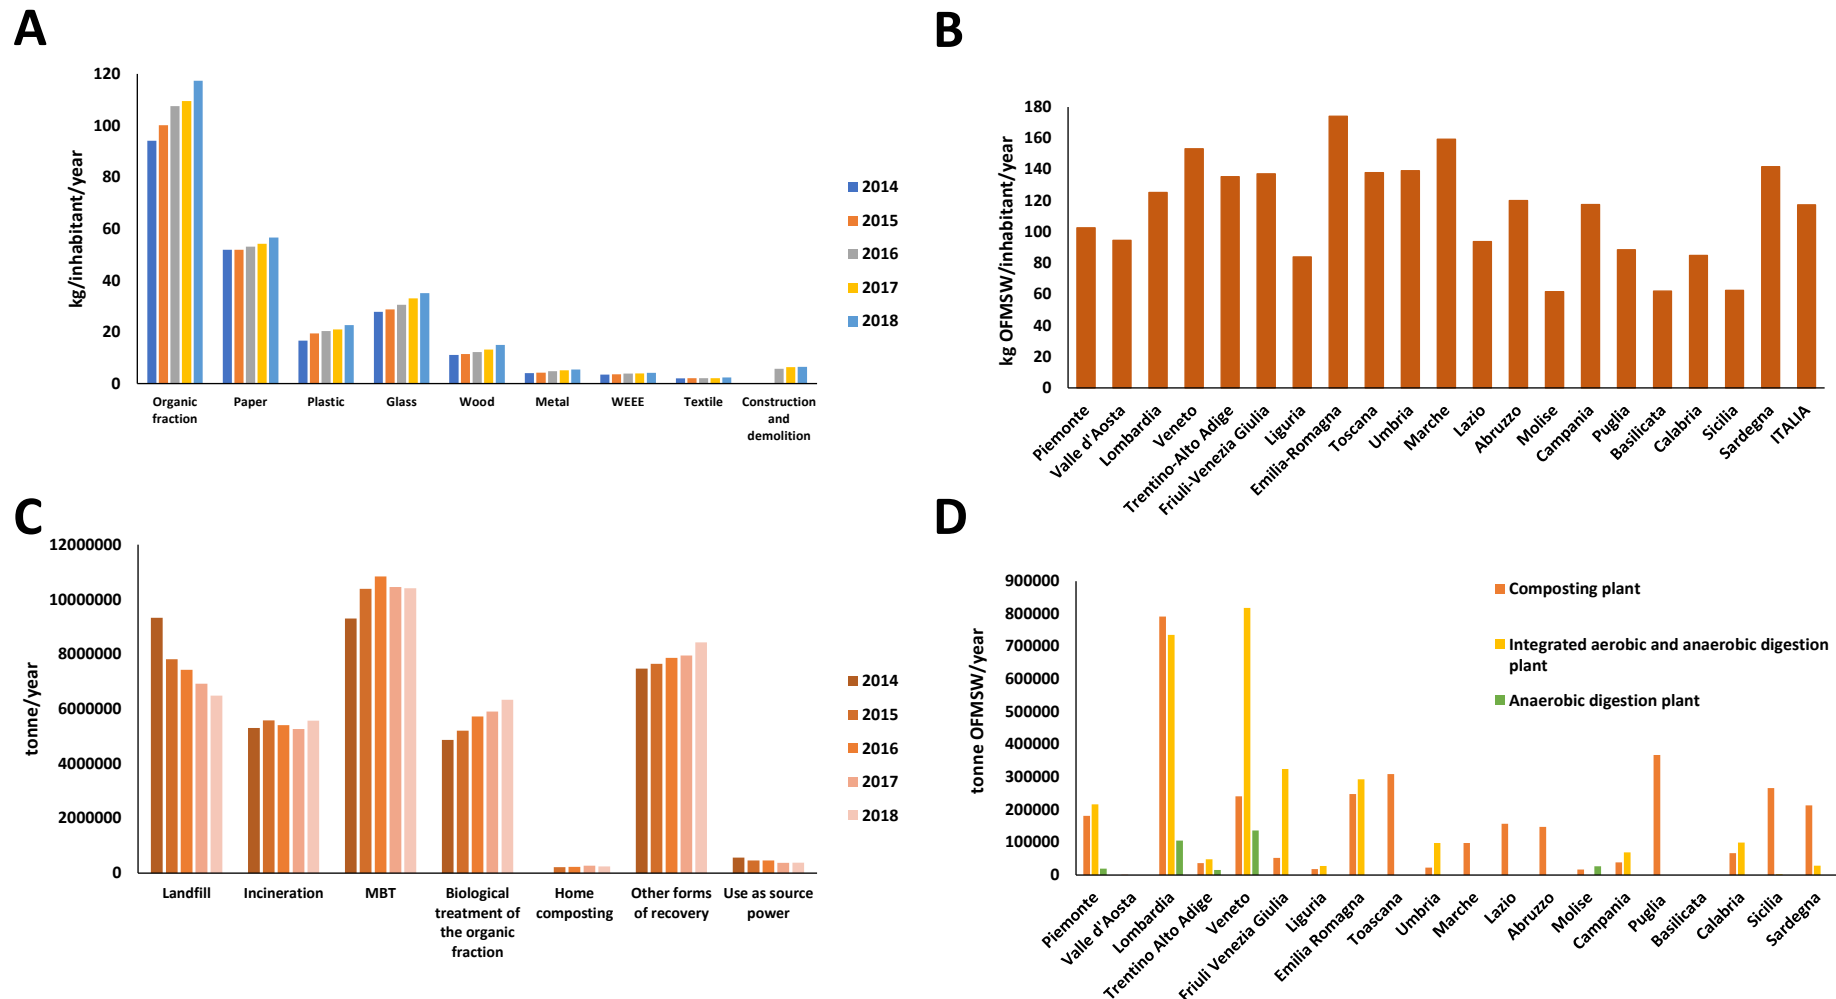 A
120
100
80
60
40
20
0
kg/inhabitant/year
Organic
fraction
Paper
Plastic
Glass
Wood
Metal
WEEE
Textile
Construction
and
demolition
2014
2015
2016
2017
2018
B
180
160
140
120
100
80
60
40
20
0
kg OFMSW/inhabitant/year
Piemonte
Valle d'Aosta
Lombardia
Veneto
Trentino-Alto Adige
Friuli-Venezia Giulia
Liguria
Emilia-Romagna
Toscana
Umbria
Marche
Lazio
Abruzzo
Molise
Campania
Puglia
Basilicata
Calabria
Sicilia
Sardegna
ITALIA
C
12000000
10000000
8000000
6000000
4000000
2000000
0
tonne/year
Landfill
Incineration
MBT
Biological
treatment of
the organic
fraction
Home
composting
Other forms
of recovery
Use as source
power
2014
2015
2016
2017
2018
D
900000
800000
700000
600000
500000
400000
300000
200000
100000
0
tonne OFMSW/year
Composting plant
Integrated aerobic and anaerobic digestion
plant
Anaerobic digestion plant
Piemonte
Valle d'Aosta
Lombardia
Trentino Alto Adige
Veneto
Friuli Venezia Giulia
Liguria
Emilia Romagna
Toascana
Umbria
Marche
Lazio
Abruzzo
Molise
Campania
Puglia
Basilicata
Calabria
Sicilia
Sardegna